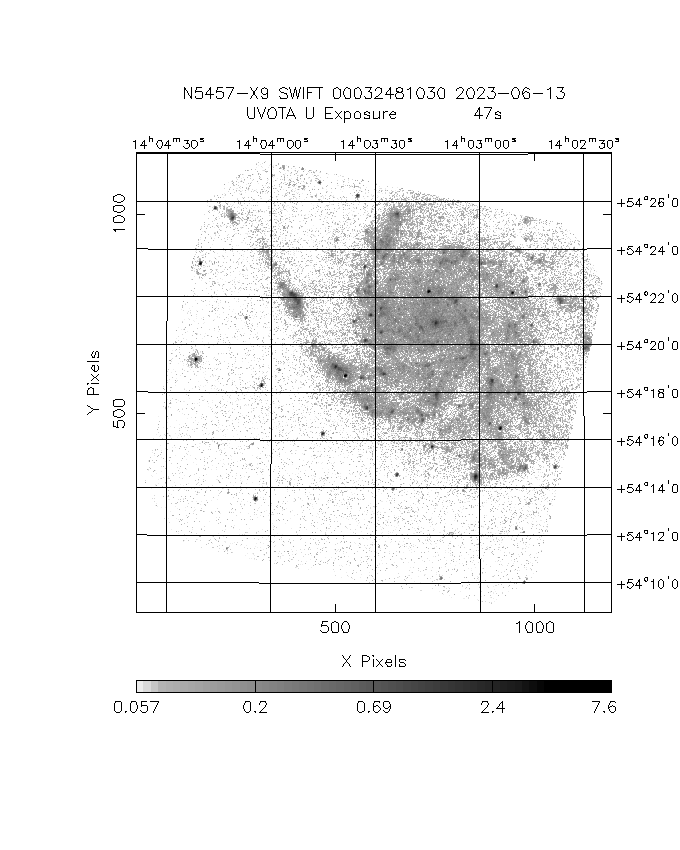 N5457-X9 SWIFT 00032481030 2023-06-13
UVOTA U Exposure 47s
14h04m30s 14h04m00s 14h03m30s 14h03m00s 14h02m30s
1000
+54°26'0
+54°24'0
+54°22'0
+54°20'0
Y Pixels
+54°18'0
500
+54°16'0
+54°14'0
+54°12'0
+54°10'0
500 1000
X Pixels
0.057 0.2 0.69 2.4 7.6